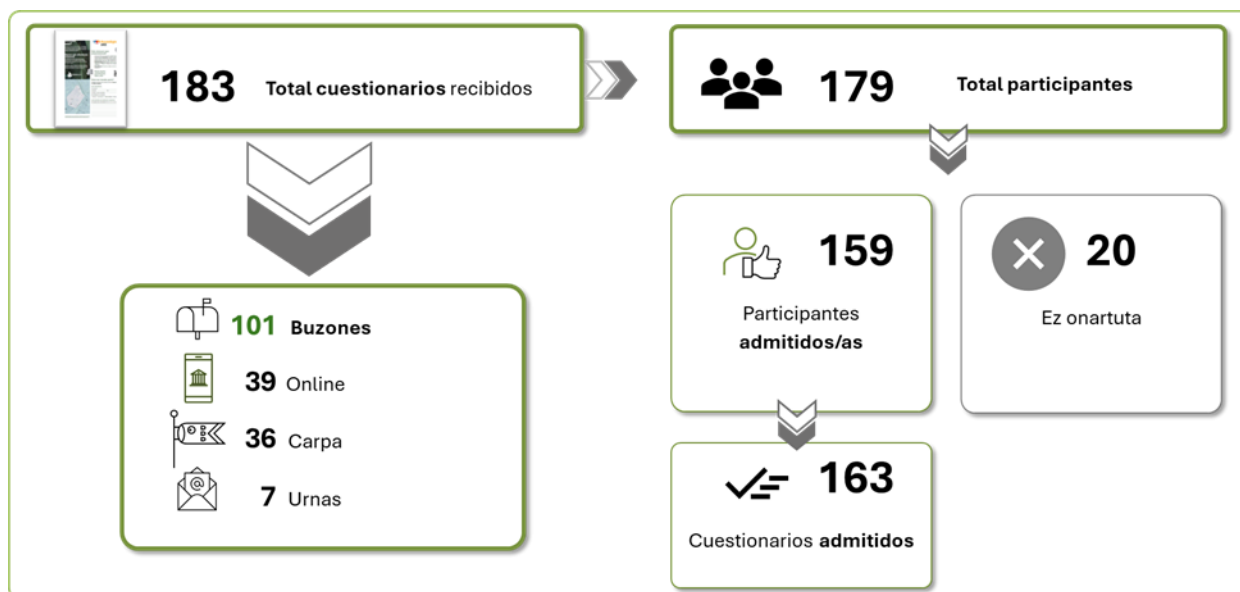 183 Total cuestionarios recibidos
179 Total participantes
101 Buzones
39 Online
36 Carpa
7 Urnas
159
Participantes
admitidos/as
20
Ez onartuta
163
Cuestionarios admitidos